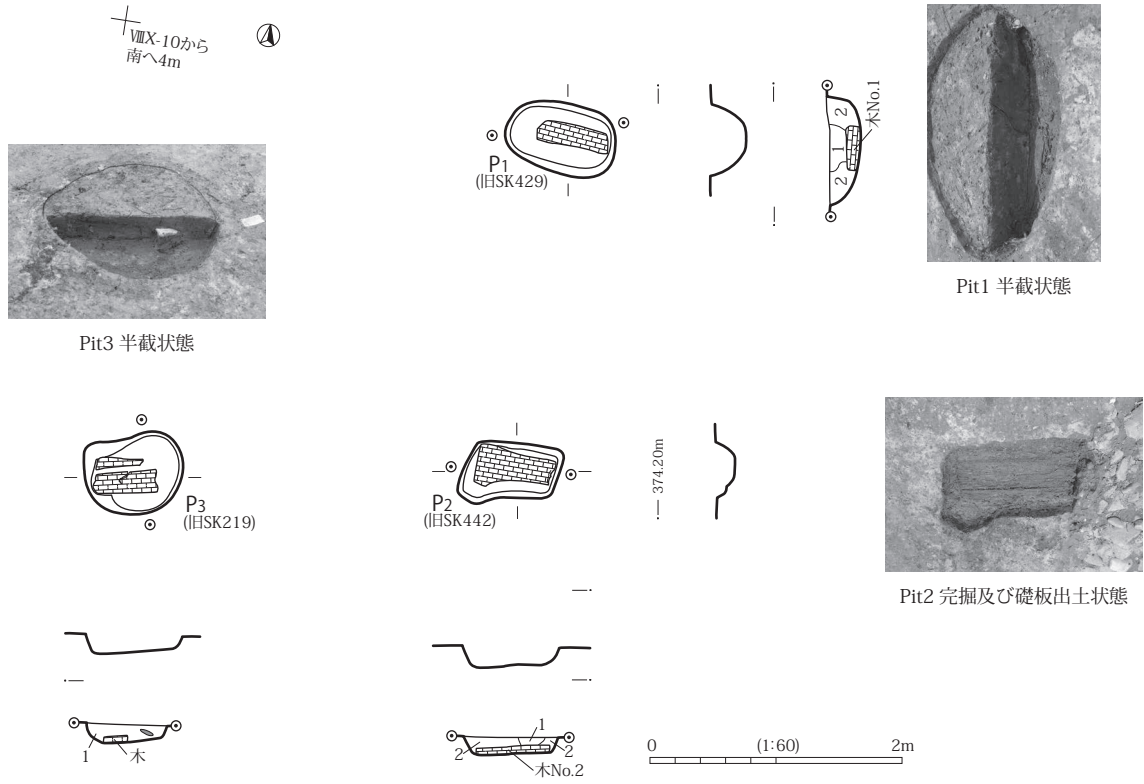 ⅧX-10から
南へ4m
P1
(旧SK429)
2
1
2
木No.1
Pit1 半截状態
Pit3 半截状態
P3
(旧SK219)
P2
(旧SK442)
374.20m
Pit2 完掘及び礎板出土状態
1
木
1
2
2
木No.2
0
(1:60)
2m